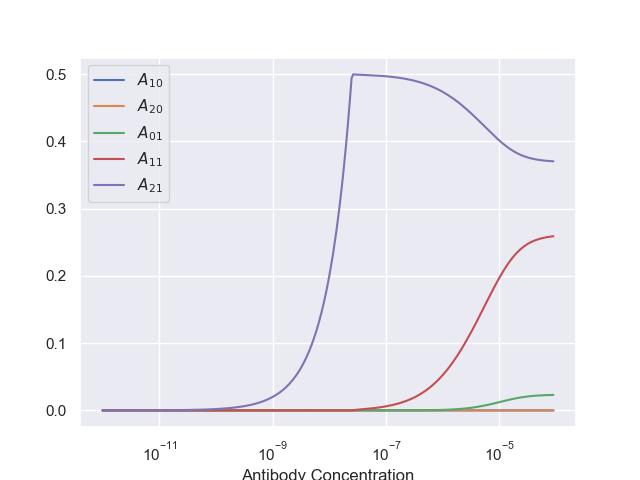 0.5
0.4
0.3
0.2
0.1
0.0
A₁₀
A₂₀
A₀₁
A₁₁
A₂₁
10⁻¹¹ 10⁻⁹ 10⁻⁷ 10⁻⁵
Antibody Concentration